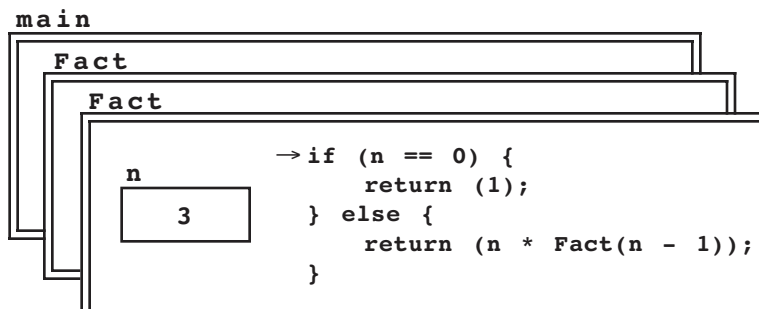 main
Fact
Fact
n
3
→ if (n == 0) {
return (1);
} else {
return (n * Fact(n – 1));
}